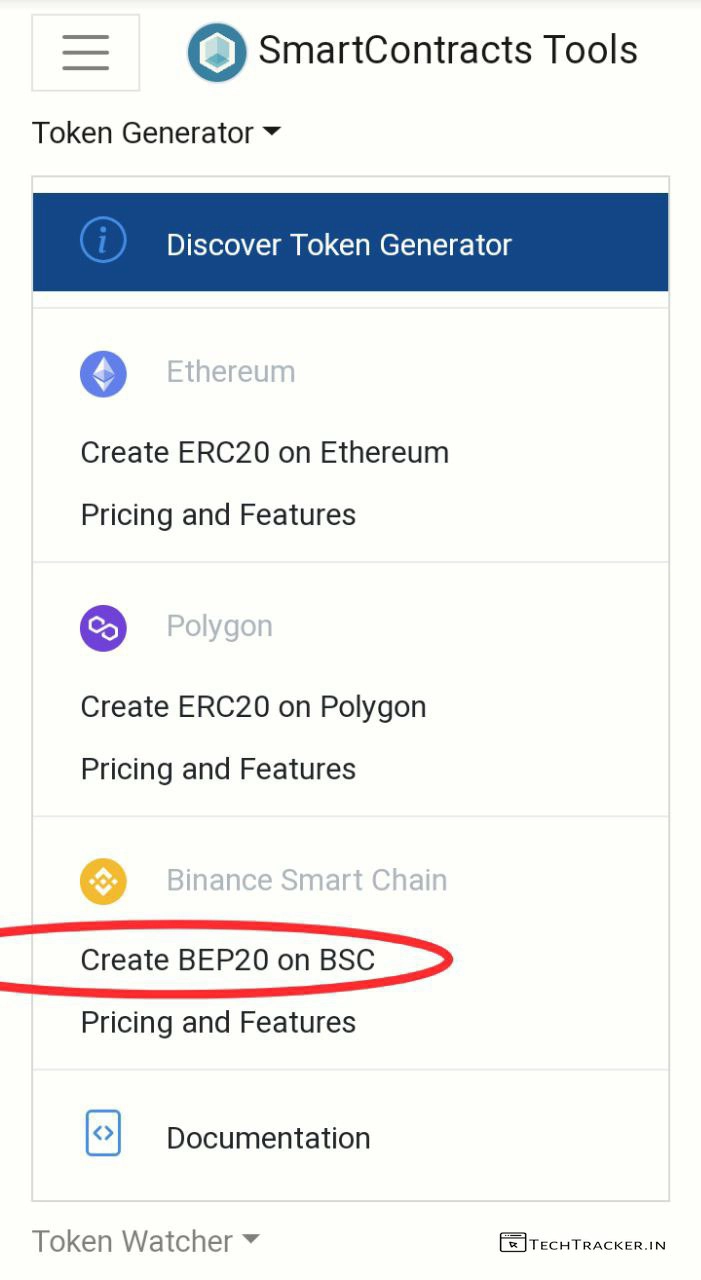 SmartContracts Tools
Token Generator
Discover Token Generator
Ethereum
Create ERC20 on Ethereum
Pricing and Features
Polygon
Create ERC20 on Polygon
Pricing and Features
Binance Smart Chain
Create BEP20 on BSC
Pricing and Features
Documentation
Token Watcher
TECHTRACKER.IN